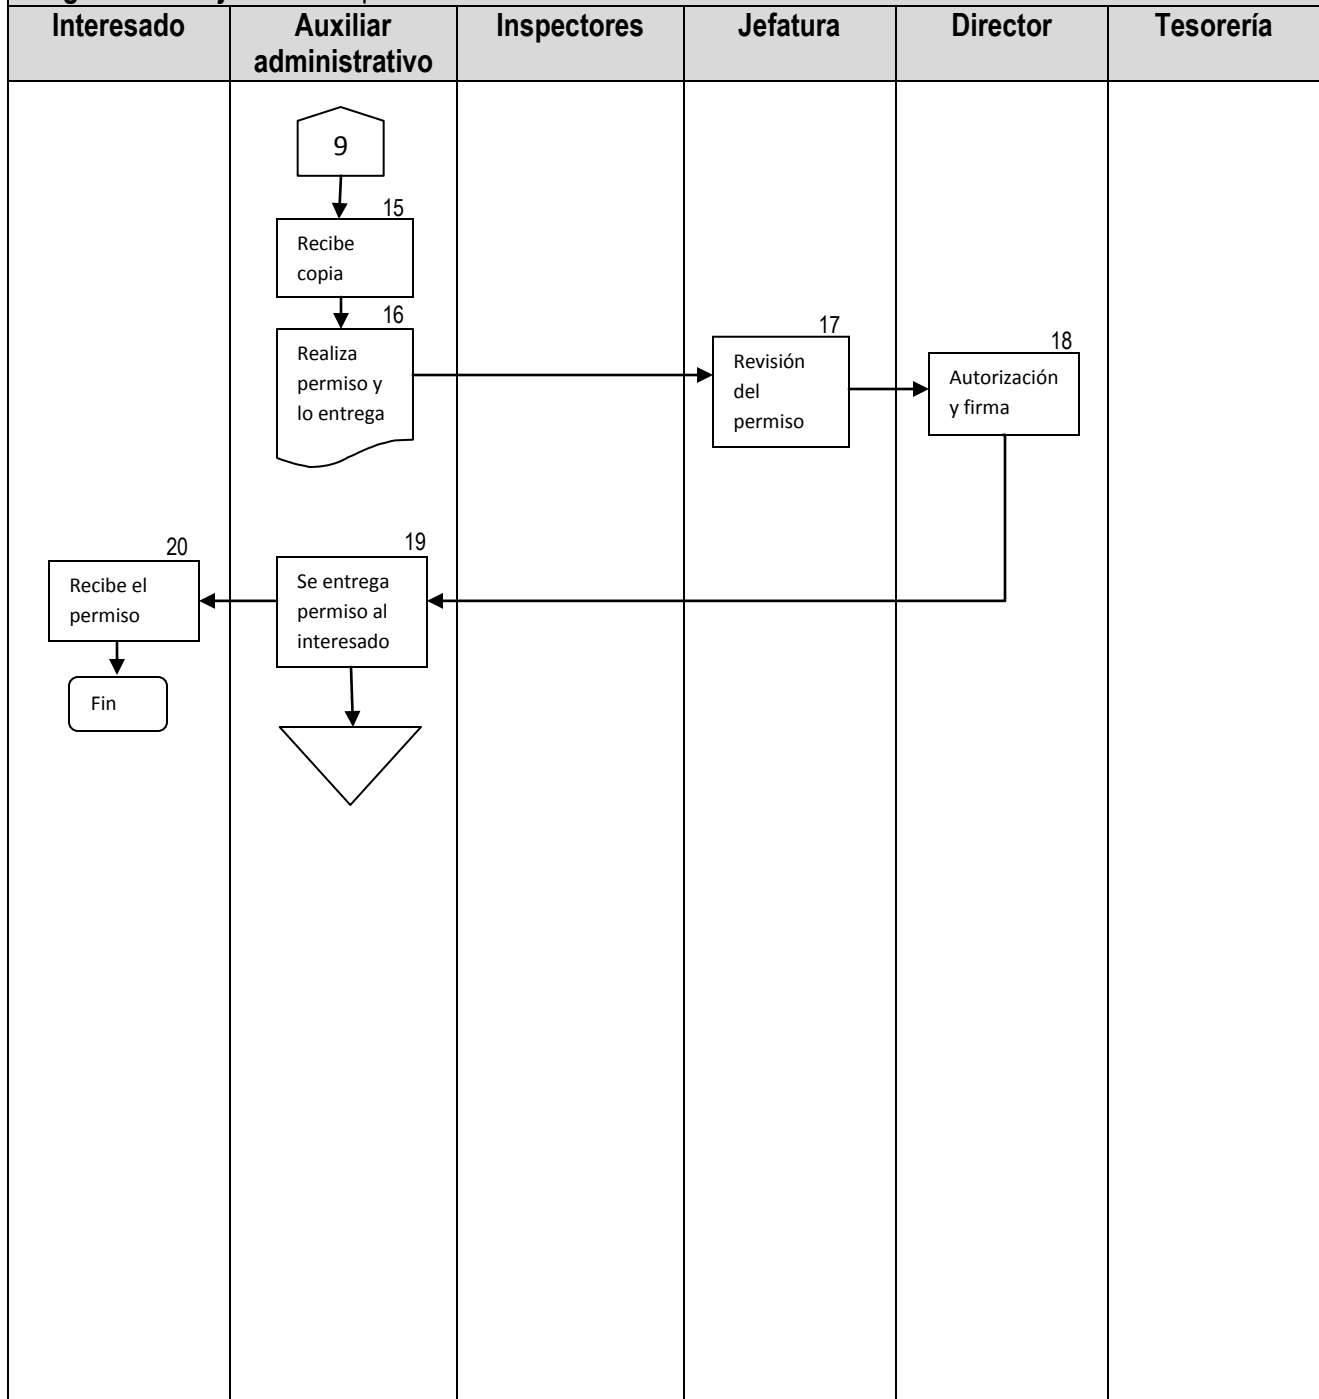 Interesado
Auxiliar
administrativo
Inspectores
Jefatura
Director
Tesorería
9
15
Recibe
copia
16
Realiza
permiso y
lo entrega
17
Revisión
del
permiso
18
Autorización
y firma
19
Se entrega
permiso al
interesado
20
Recibe el
permiso
Fin